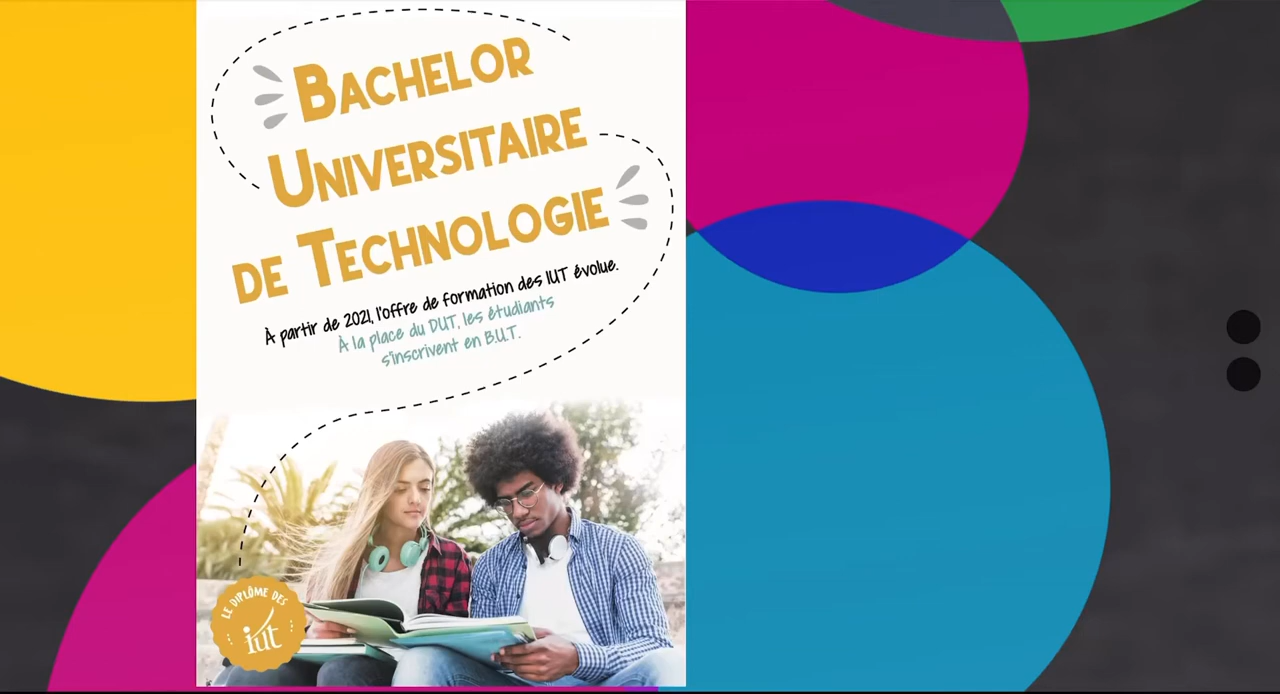 Bachelor
Universitaire
de Technologie
À partir de 2021, l'offre de formation des IUT évolue.
À la place du DUT, les étudiants
s'inscrivent en B.U.T.
LE DIPLÔME DES
iut